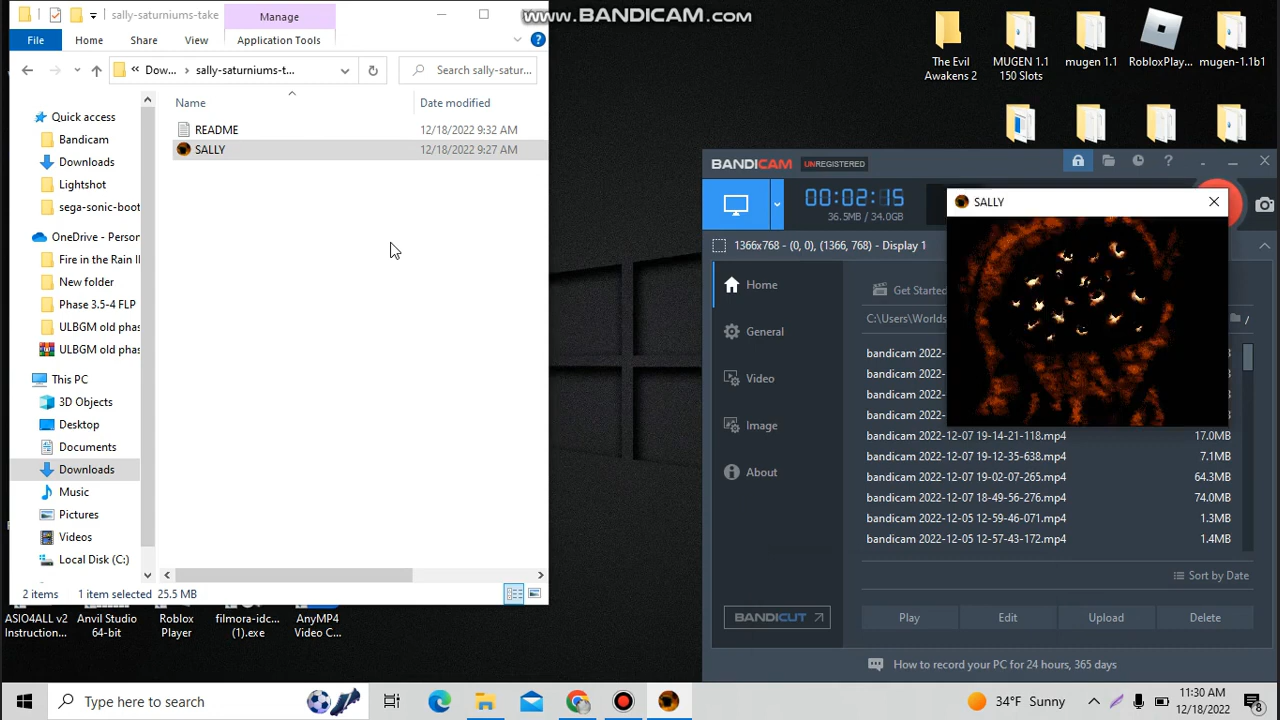 sally-saturniums-take
Manage
www.BANDICAM.com
File
Home
Share
View
Application Tools
« Dow... › sally-saturniums-t...
Search sally-satur...
Name
Date modified
README
12/18/2022 9:32 AM
SALLY
12/18/2022 9:27 AM
Quick access
Bandicam
Downloads
Lightshot
sega-sonic-boot
OneDrive - Person
Fire in the Rain II
New folder
Phase 3.5-4 FLP
ULBGM old phas
ULBGM old phas
This PC
3D Objects
Desktop
Documents
Downloads
Music
Pictures
Videos
Local Disk (C:)
2 items
1 item selected 25.5 MB
The Evil Awakens 2
MUGEN 1.1 150 Slots
mugen 1.1
RobloxPlay...
mugen-1.1b1
BANDICAM
UNREGISTERED
00:02:15
36.5MB / 34.0GB
1366x768 - (0, 0), (1366, 768) - Display 1
Home
General
Video
Image
About
BANDICUT
Get Started
C:\Users\Worlds
SALLY
bandicam 2022-12
bandicam 2022-12-
bandicam 2022-12-
bandicam 2022-12-
bandicam 2022-12-07 19-14-21-118.mp4 17.0MB
bandicam 2022-12-07 19-12-35-638.mp4 7.1MB
bandicam 2022-12-07 19-02-07-265.mp4 64.3MB
bandicam 2022-12-07 18-49-56-276.mp4 74.0MB
bandicam 2022-12-05 12-59-46-071.mp4 1.3MB
bandicam 2022-12-05 12-57-43-172.mp4 1.4MB
Sort by Date
Play
Edit
Upload
Delete
How to record your PC for 24 hours, 365 days
ASIO4ALL v2 Instruction...
Anvil Studio 64-bit
Roblox Player
filmora-idc... (1).exe
AnyMP4 Video C...
Type here to search
34°F Sunny
11:30 AM
12/18/2022
8